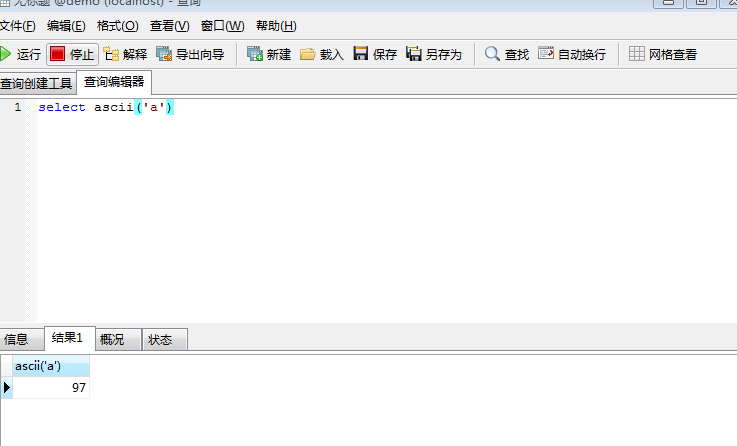 无标题 @demo (localhost) - 查询
文件(F) 编辑(E) 格式(O) 查看(V) 窗口(W) 帮助(H)
运行 停止 解释 导出向导 新建 载入 保存 另存为 查找 自动换行 网格查看
查询创建工具 查询编辑器
1 select ascii('a')
信息 结果1 概况 状态
ascii('a')
97